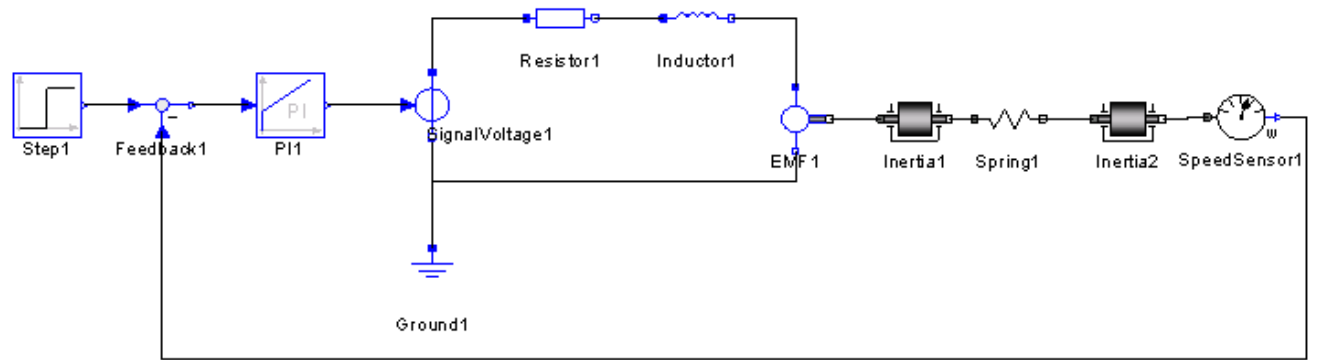 Resistor1
Inductor1
PI
SignalVoltage1
Step1
Feedback1
PI1
EMF1
Inertia1
Spring1
Inertia2
SpeedSensor1
w
Ground1